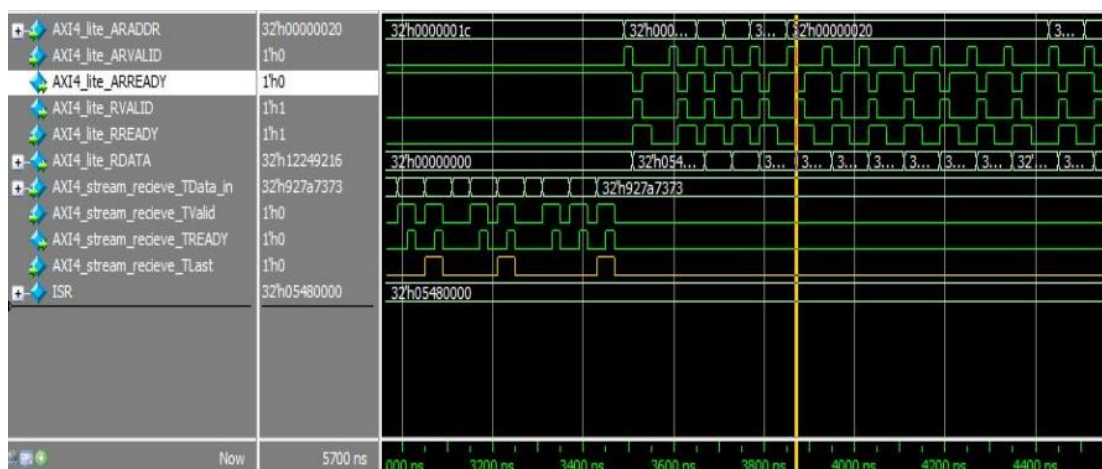 AXI4_lite_ARADDR 32'h00000020 32'h0000001c 32'h000... 3... 32'h00000020 3...
AXI4_lite_ARVALID 1'h0
AXI4_lite_ARREADY 1'h0
AXI4_lite_RVALID 1'h1
AXI4_lite_RREADY 1'h1
AXI4_lite_RDATA 32'h12249216 32'h00000000 32'h054... 3... 3... 3... 3... 3... 3... 3... 32'... 3...
AXI4_stream_recieve_TData_in 32'h927a7373 32'h927a7373
AXI4_stream_recieve_TValid 1'h0
AXI4_stream_recieve_TREADY 1'h0
AXI4_stream_recieve_TLast 1'h0
ISR 32'h05480000 32'h05480000
Now 5700 ns 000 ns 3200 ns 3400 ns 3600 ns 3800 ns 4000 ns 4200 ns 4400 ns